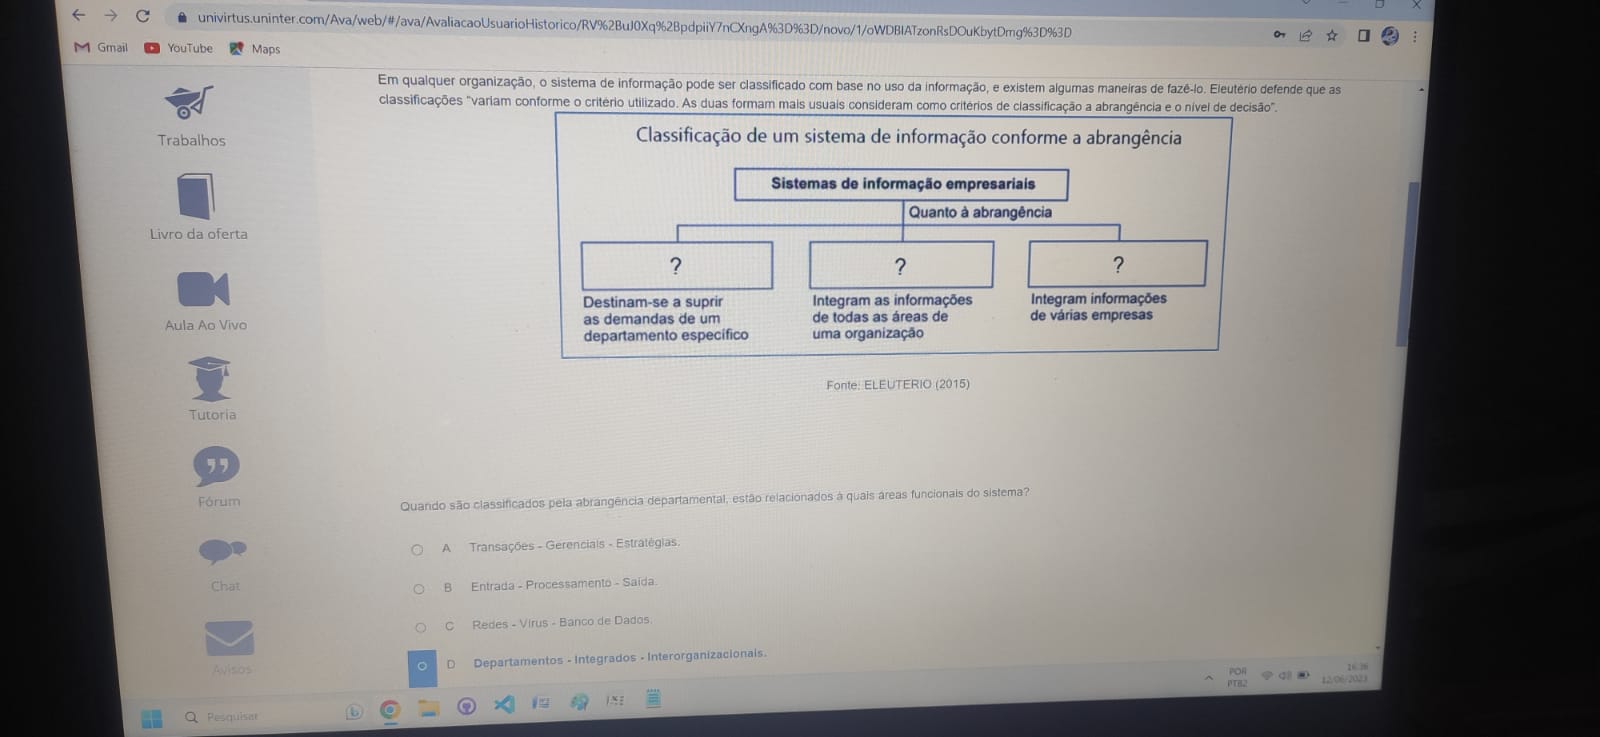 univirtus.uninter.com/Ava/web/#/ava/AvaliacaoUsuarioHistorico/RV%2BuJ0Xq%2BpdpiiY7nCXngA%3D%3D/novo/1/oWDBIATzonRsDOuKbytDmg%3D%3D
Gmail YouTube Maps
Em qualquer organização, o sistema de informação pode ser classificado com base no uso da informação, e existem algumas maneiras de fazê-lo. Eleutério defende que as
classificações "variam conforme o critério utilizado. As duas formam mais usuais consideram como critérios de classificação a abrangência e o nível de decisão".
Classificação de um sistema de informação conforme a abrangência
Sistemas de informação empresariais
Quanto à abrangência
? ? ?
Destinam-se a suprir
as demandas de um
departamento específico
Integram as informações
de todas as áreas de
uma organização
Integram informações
de várias empresas
Fonte: ELEUTERIO (2015)
Quando são classificados pela abrangência departamental, estão relacionados à quais áreas funcionais do sistema?
A Transações - Gerenciais - Estratégias.
B Entrada - Processamento - Saída.
C Redes - Vírus - Banco de Dados.
D Departamentos - Integrados - Interorganizacionais.
Trabalhos
Livro da oferta
Aula Ao Vivo
Tutoria
Fórum
Chat
Avisos
Pesquisar
POR
PTB2
16:36
12/06/2023